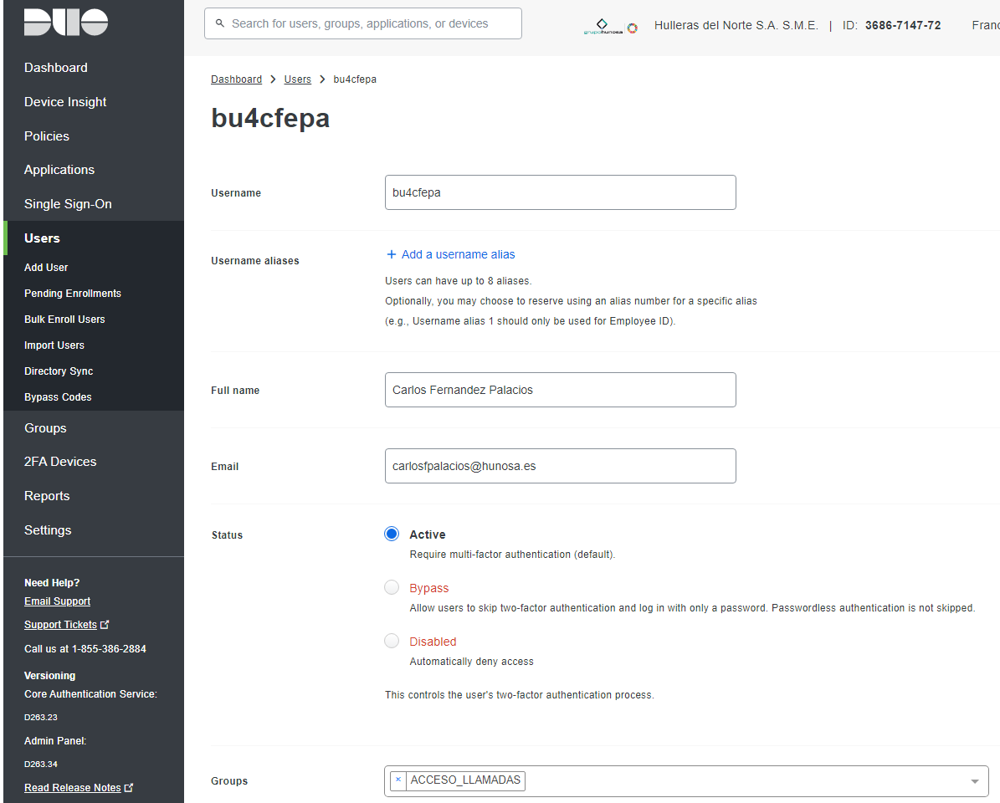 DUO
Search for users, groups, applications, or devices
grupohunosa
Hulleras del Norte S.A. S.M.E. | ID: 3686-7147-72
Franc
Dashboard
Device Insight
Policies
Applications
Single Sign-On
Users
Add User
Pending Enrollments
Bulk Enroll Users
Import Users
Directory Sync
Bypass Codes
Groups
2FA Devices
Reports
Settings
Need Help?
Email Support
Support Tickets
Call us at 1-855-386-2884
Versioning
Core Authentication Service:
D263.23
Admin Panel:
D263.34
Read Release Notes
Dashboard > Users > bu4cfepa
bu4cfepa
Username
bu4cfepa
Username aliases
+ Add a username alias
Users can have up to 8 aliases.
Optionally, you may choose to reserve using an alias number for a specific alias
(e.g., Username alias 1 should only be used for Employee ID).
Full name
Carlos Fernandez Palacios
Email
carlosfpalacios@hunosa.es
Status
Active
Require multi-factor authentication (default).
Bypass
Allow users to skip two-factor authentication and log in with only a password. Passwordless authentication is not skipped.
Disabled
Automatically deny access
This controls the user's two-factor authentication process.
Groups
× ACCESO_LLAMADAS